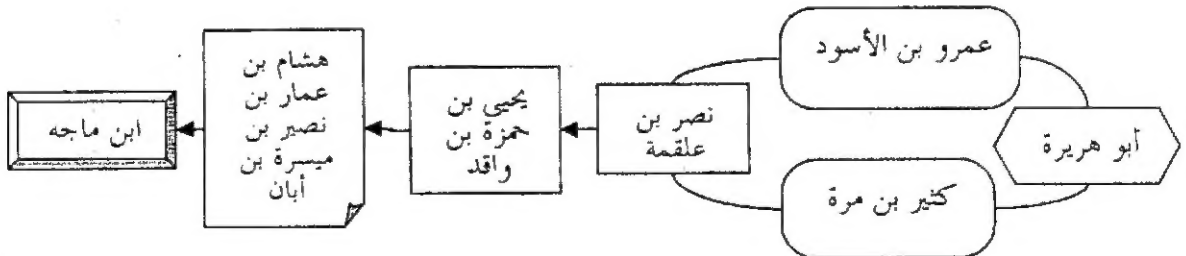 أبو هريرة
عمرو بن الأسود
كثير بن مرة
نصر بن
علقمة
يحيى بن
حمزة بن
واقد
هشام بن
عمار بن
نصير بن
ميسرة بن
أبان
ابن ماجه